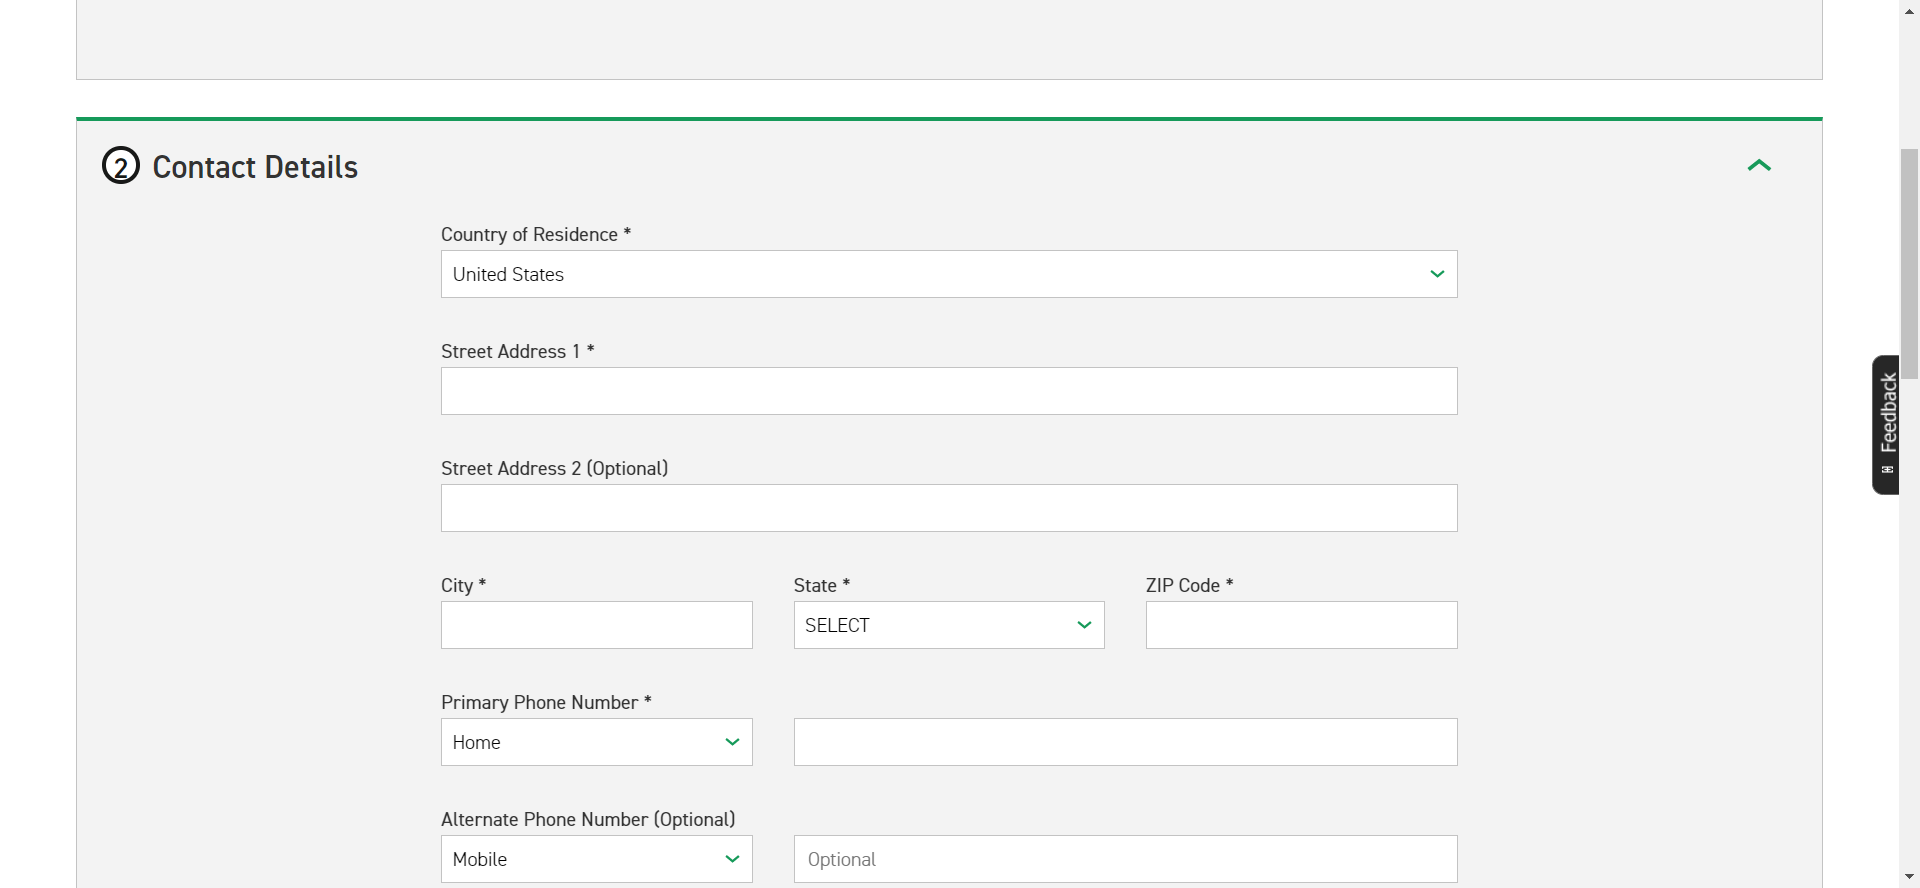 2 Contact Details
Country of Residence *
United States
Street Address 1 *
Street Address 2 (Optional)
City * State * ZIP Code *
SELECT
Primary Phone Number *
Home
Alternate Phone Number (Optional)
Mobile Optional
Feedback